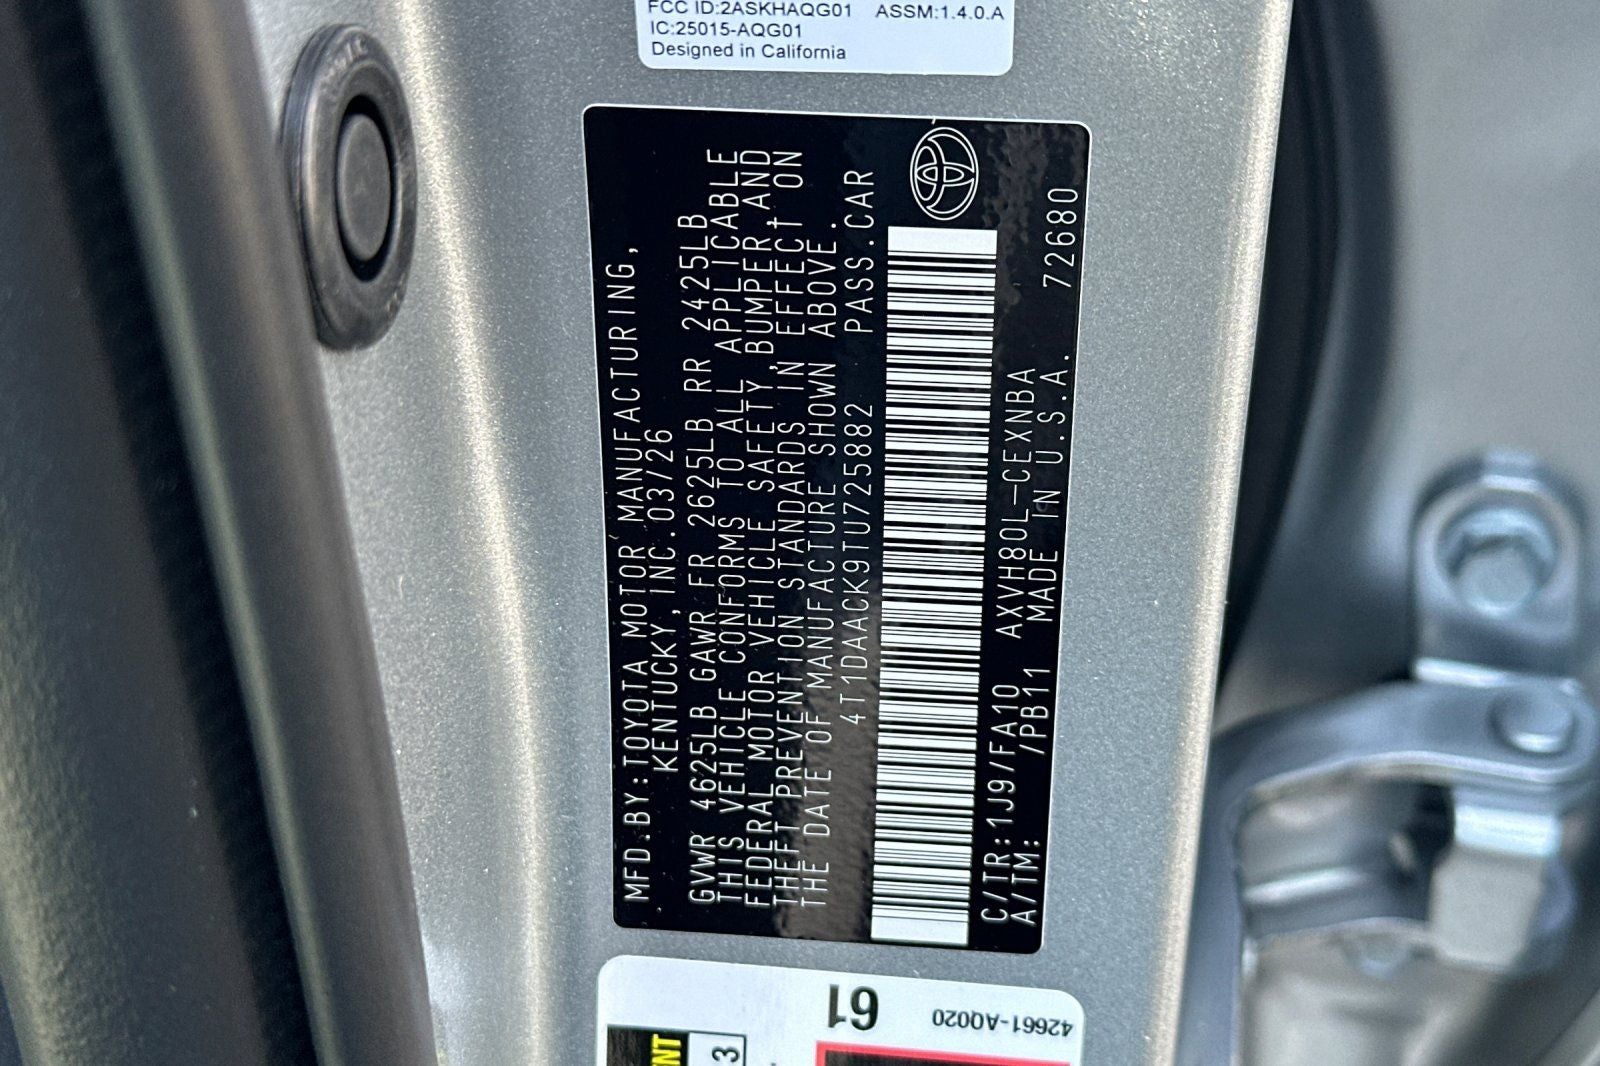 FCC ID:2ASKHAQG01 ASSM:1.4.0.A
IC:25015-AQG01
Designed in California
MFD.BY:TOYOTA MOTOR MANUFACTURING,
KENTUCKY,INC.03/26
GVWR 4625LB GAWR FR 2625LB RR 2425LB
THIS VEHICLE CONFORMS TO ALL APPLICABLE
FEDERAL MOTOR VEHICLE SAFETY,BUMPER,AND
THEFT PREVENTION STANDARDS IN EFFECT ON
THE DATE OF MANUFACTURE SHOWN ABOVE.
4T1DAACK9TU725882 PASS.CAR
C/TR:1J9/FA10 AXVH80L-CEXNBA 72680
A/TM: /PB11 MADE IN U.S.A.
42661-AQ020
61
3